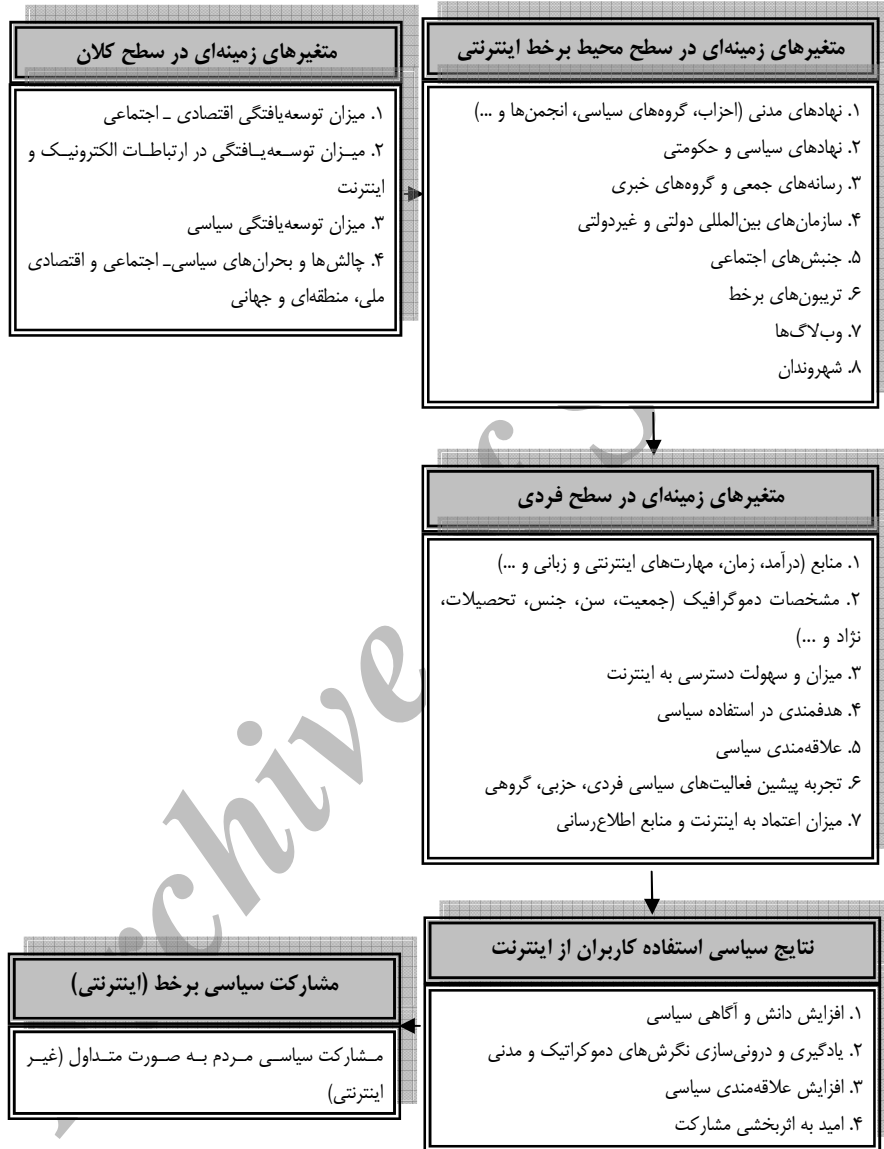 متغیرهای زمینه‌ای در سطح کلان
۱. میزان توسعه‌یافتگی اقتصادی ـ اجتماعی
۲. میـزان توسـعه‌یـافتگی در ارتباطـات الکترونیـک و
اینترنت
۳. میزان توسعه‌یافتگی سیاسی
۴. چالش‌ها و بحران‌های سیاسی‌ـ اجتماعی و اقتصادی
ملی، منطقه‌ای و جهانی
متغیرهای زمینه‌ای در سطح محیط برخط اینترنتی
۱. نهادهای مدنی (احزاب، گروه‌های سیاسی، انجمن‌ها و ...)
۲. نهادهای سیاسی و حکومتی
۳. رسانه‌های جمعی و گروه‌های خبری
۴. سازمان‌های بین‌المللی دولتی و غیردولتی
۵. جنبش‌های اجتماعی
۶. تریبون‌های برخط
۷. وب‌لاگ‌ها
۸. شهروندان
متغیرهای زمینه‌ای در سطح فردی
۱. منابع (درآمد، زمان، مهارت‌های اینترنتی و زبانی و ...)
۲. مشخصات دموگرافیک (جمعیت، سن، جنس، تحصیلات،
نژاد و ...)
۳. میزان و سهولت دسترسی به اینترنت
۴. هدفمندی در استفاده سیاسی
۵. علاقه‌مندی سیاسی
۶. تجربه پیشین فعالیت‌های سیاسی فردی، حزبی، گروهی
۷. میزان اعتماد به اینترنت و منابع اطلاع‌رسانی
نتایج سیاسی استفاده کاربران از اینترنت
۱. افزایش دانش و آگاهی سیاسی
۲. یادگیری و درونی‌سازی نگرش‌های دموکراتیک و مدنی
۳. افزایش علاقه‌مندی سیاسی
۴. امید به اثربخشی مشارکت
مشارکت سیاسی برخط (اینترنتی)
مـشارکت سیاسـی مـردم بـه صـورت متـداول (غیـر
اینترنتی)